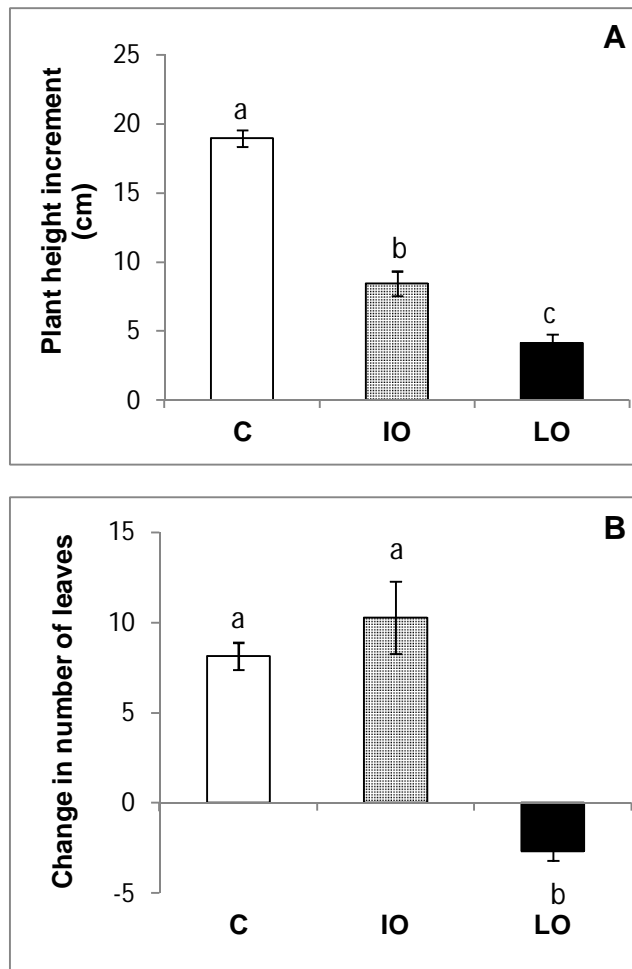 A
25
20
15
10
5
0
Plant height increment
(cm)
a
b
c
C IO LO
B
15
10
5
0
-5
Change in number of leaves
a
a
b
C IO LO